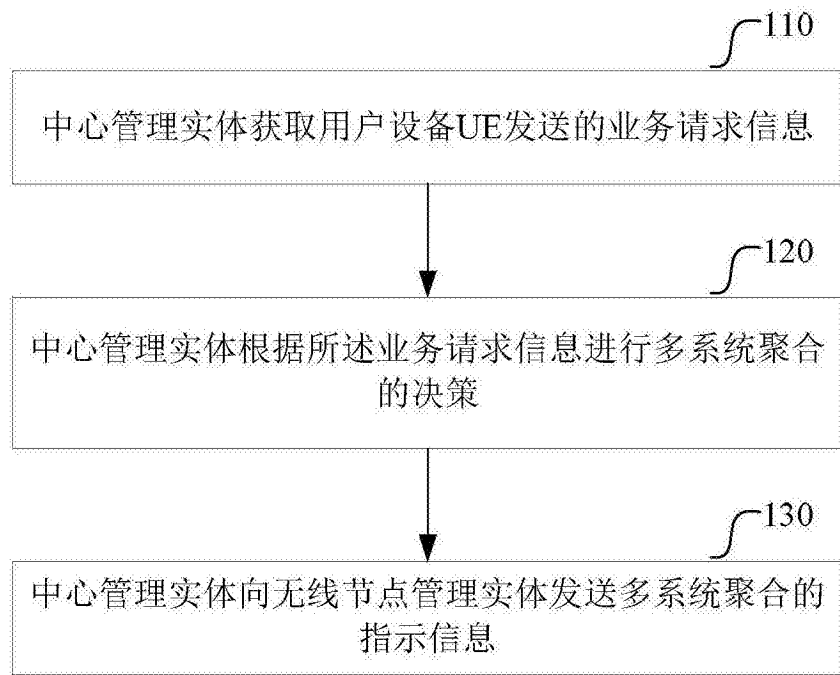 110
中心管理实体获取用户设备UE发送的业务请求信息
120
中心管理实体根据所述业务请求信息进行多系统聚合
的决策
130
中心管理实体向无线节点管理实体发送多系统聚合的
指示信息